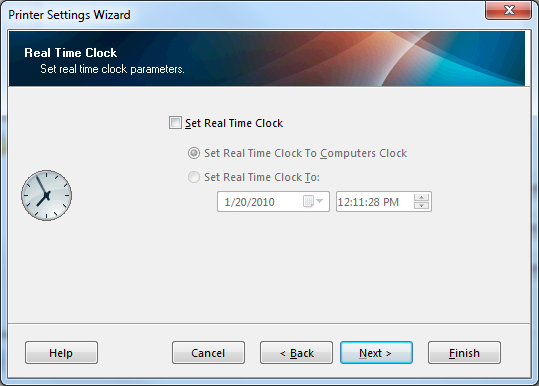 Printer Settings Wizard
Real Time Clock
Set real time clock parameters.
Set Real Time Clock
Set Real Time Clock To Computers Clock
Set Real Time Clock To:
1/20/2010 12:11:28 PM
Help Cancel < Back Next > Finish